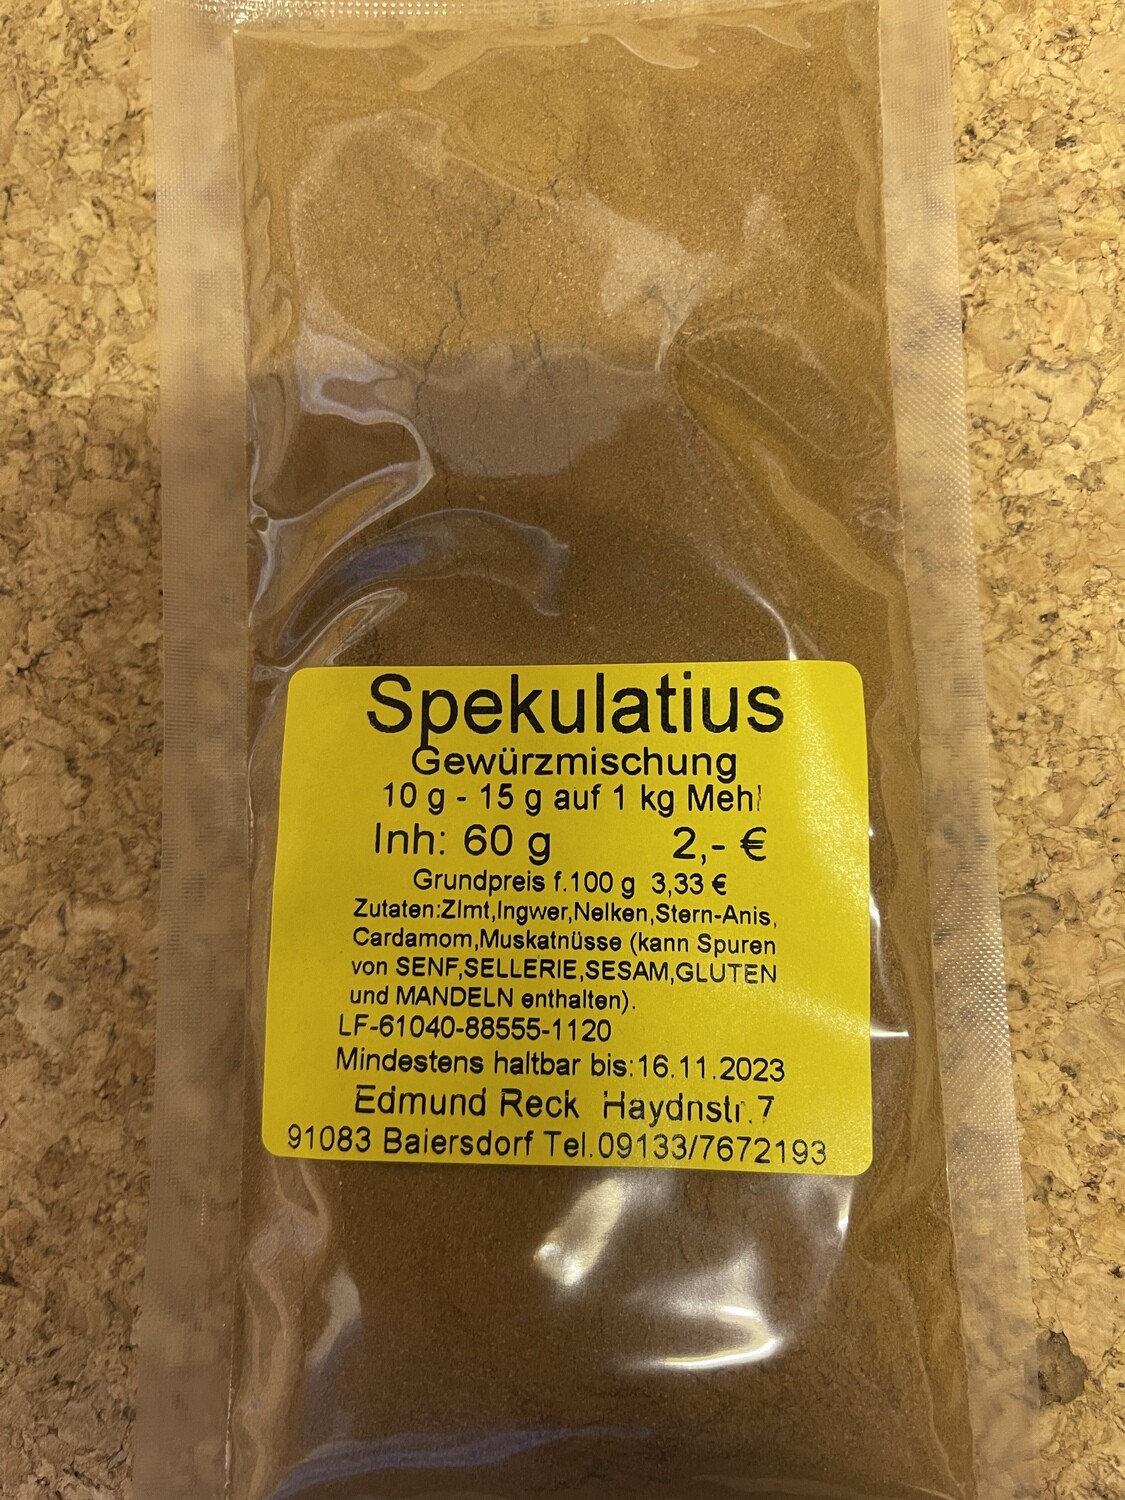 Spekulatius
Gewürzmischung
10 g - 15 g auf 1 kg Mehl
Inh: 60 g 2,- €
Grundpreis f.100 g 3,33 €
Zutaten:ZImt,Ingwer,Nelken,Stern-Anis,
Cardamom,Muskatnüsse (kann Spuren
von SENF,SELLERIE,SESAM,GLUTEN
und MANDELN enthalten).
LF-61040-88555-1120
Mindestens haltbar bis:16.11.2023
Edmund Reck Haydnstr.7
91083 Baiersdorf Tel.09133/7672193